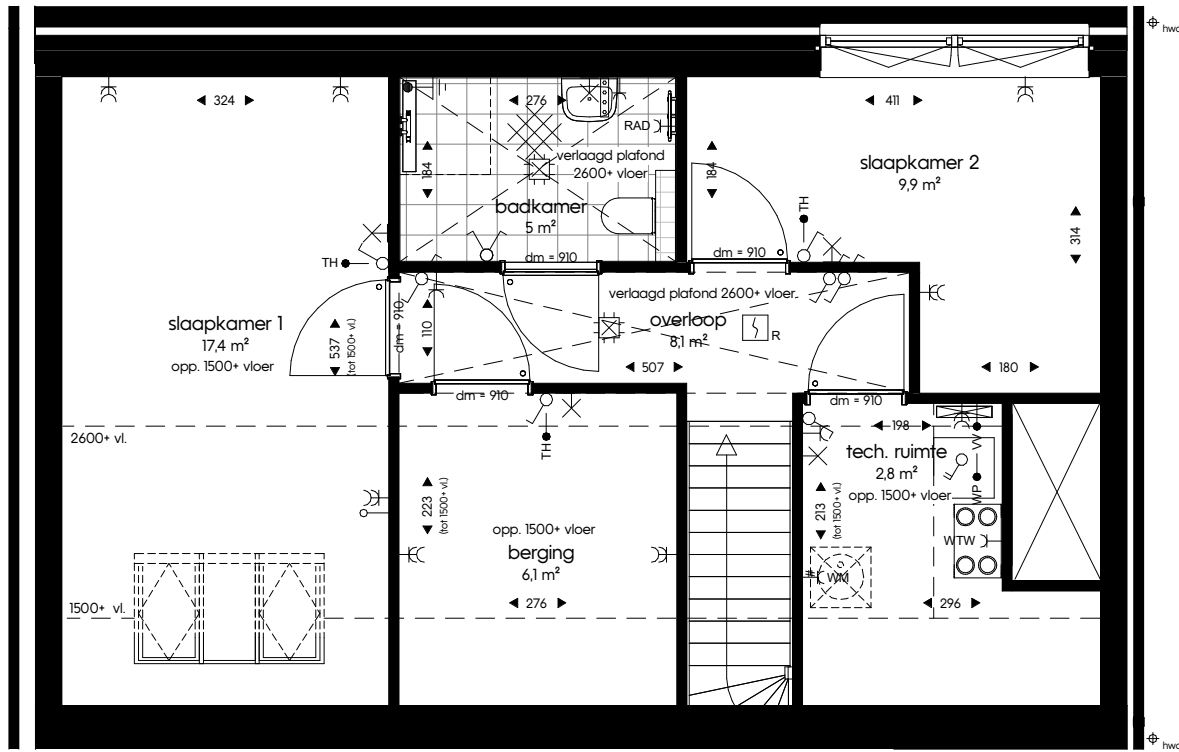 hwa
324
276
411
RAD
verlaagd plafond
2600+ vloer
184
184
slaapkamer 2
9,9 m²
badkamer
5 m²
TH
314
dm = 910
dm = 910
TH
verlaagd plafond 2600+ vloer
slaapkamer 1
17,4 m²
opp. 1500+ vloer
537
(tot 1500+ vl.)
dm = 910
110
overloop
8,1 m²
R
507
180
dm = 910
dm = 910
2600+ vl.
TH
198
VV
tech. ruimte
2,8 m²
opp. 1500+ vloer
WP
223
(tot 1500+ vl.)
213
(tot 1500+ vl.)
opp. 1500+ vloer
berging
6,1 m²
WTW
WM
276
296
1500+ vl.
hwa